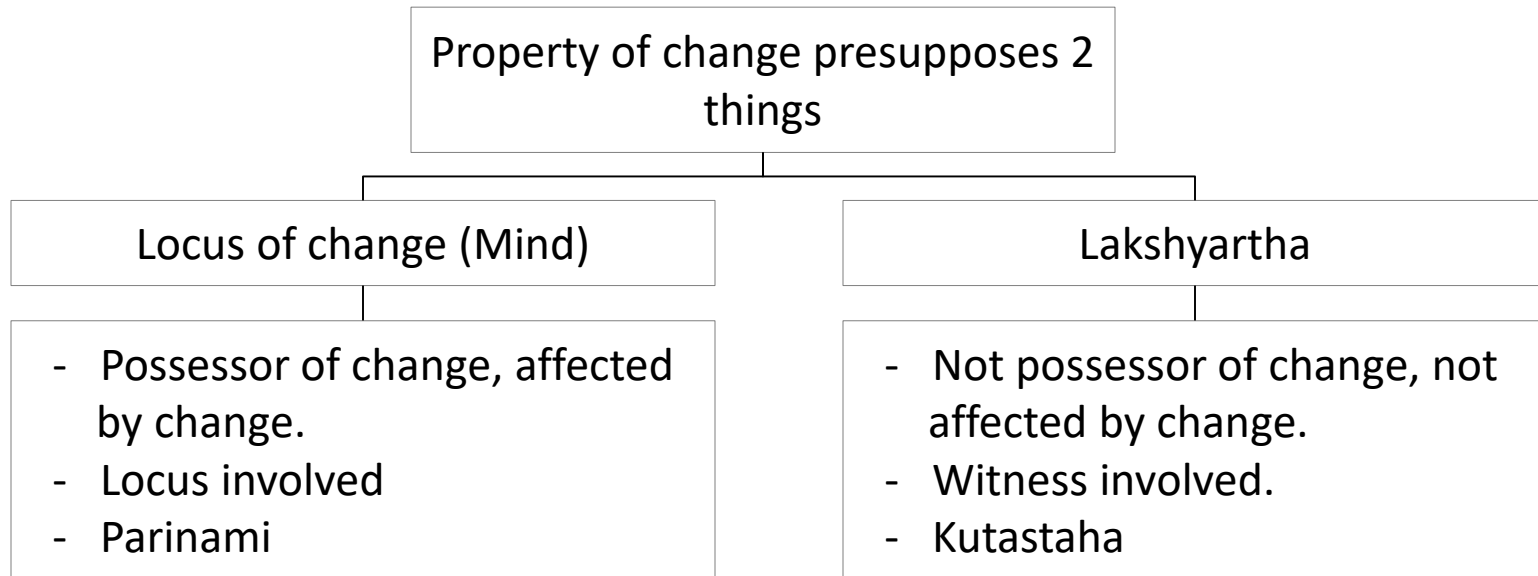 Property of change presupposes 2
things
Locus of change (Mind)
Lakshyartha
- Possessor of change, affected
by change.
- Locus involved
- Parinami
- Not possessor of change, not
affected by change.
- Witness involved.
- Kutastaha